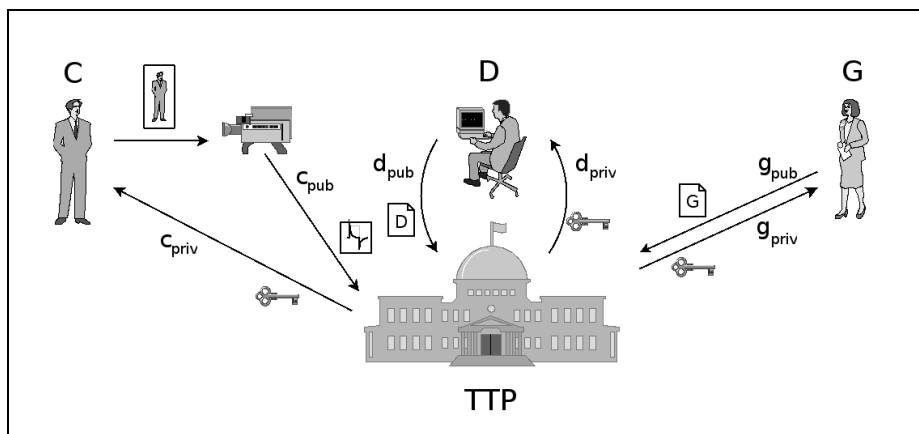 C
D
G
c_pub
d_pub
d_priv
g_pub
D
G
g_priv
c_priv
TTP